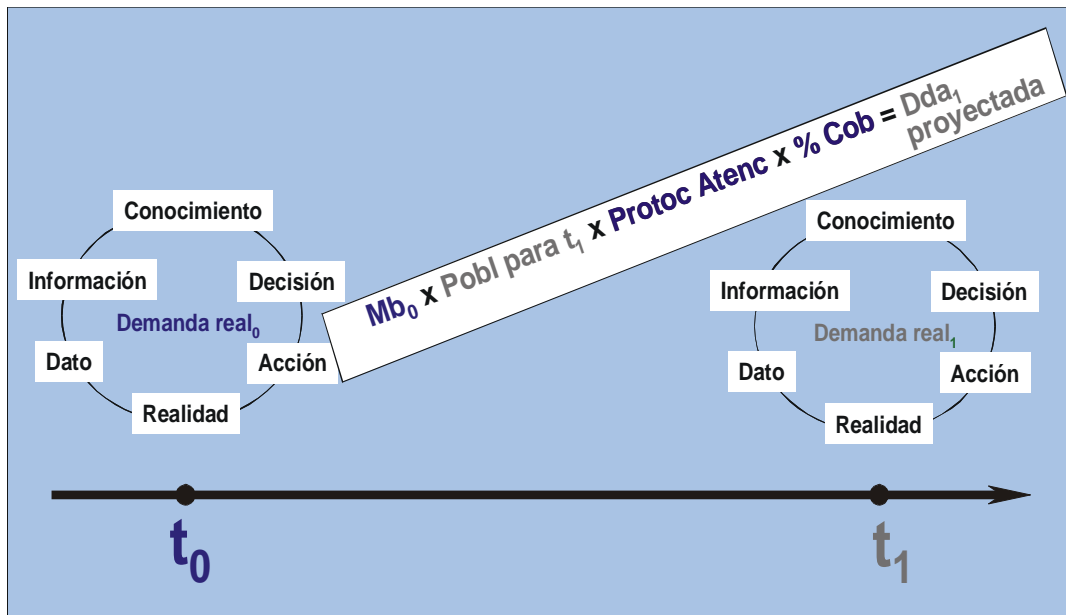 Mb₀ x Pobl para t₁ x Protoc Atenc x % Cob = Dda₁
proyectada
Conocimiento
Información
Decisión
Demanda real₀
Dato
Acción
Realidad
Conocimiento
Información
Decisión
Demanda real₁
Dato
Acción
Realidad
t₀
t₁